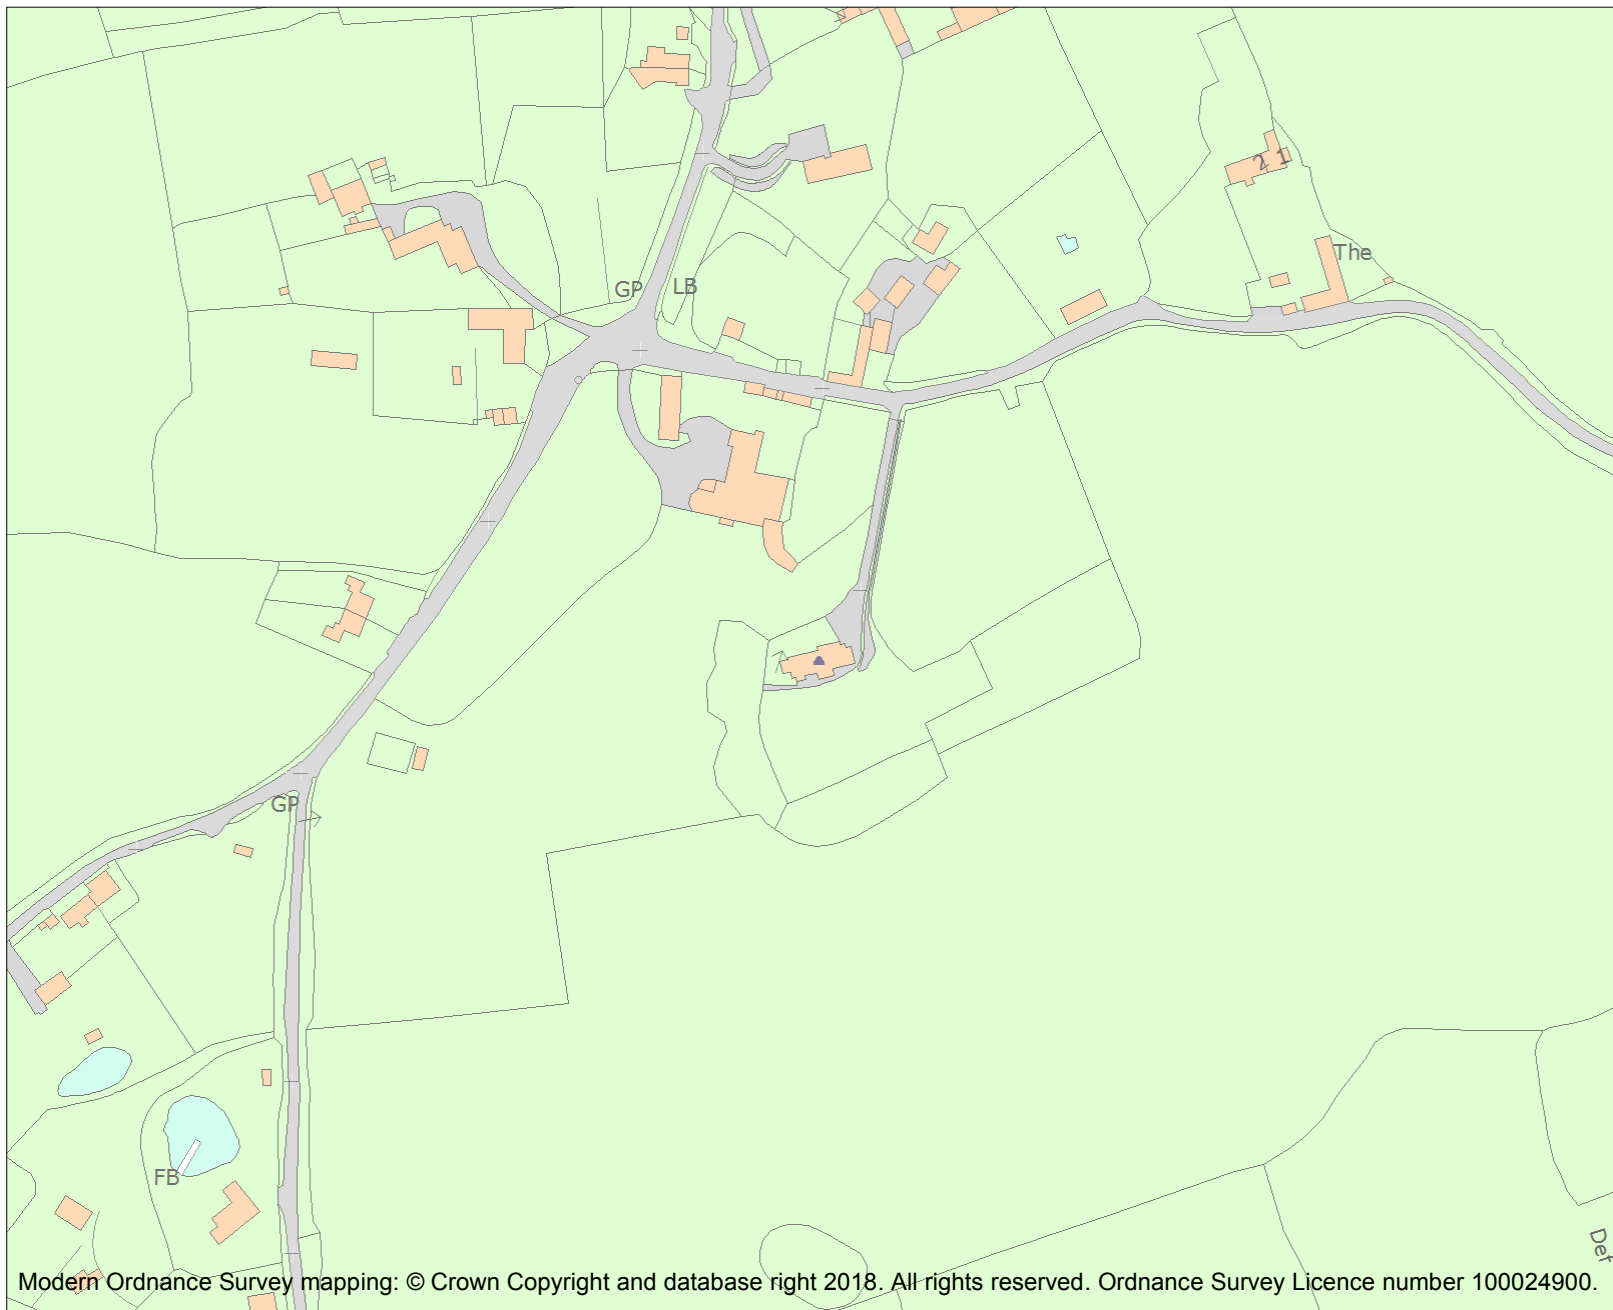 2 1
The
GP
LB
GP
FB
Def
Modern Ordnance Survey mapping: © Crown Copyright and database right 2018. All rights reserved. Ordnance Survey Licence number 100024900.